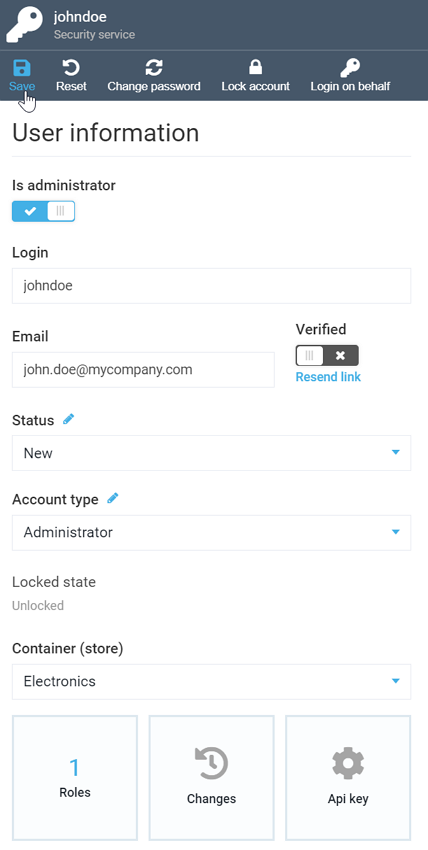 johndoe
Security service
Save Reset Change password Lock account Login on behalf
User information
Is administrator
Login
johndoe
Email
Verified
john.doe@mycompany.com
Resend link
Status
New
Account type
Administrator
Locked state
Unlocked
Container (store)
Electronics
1
Roles Changes Api key